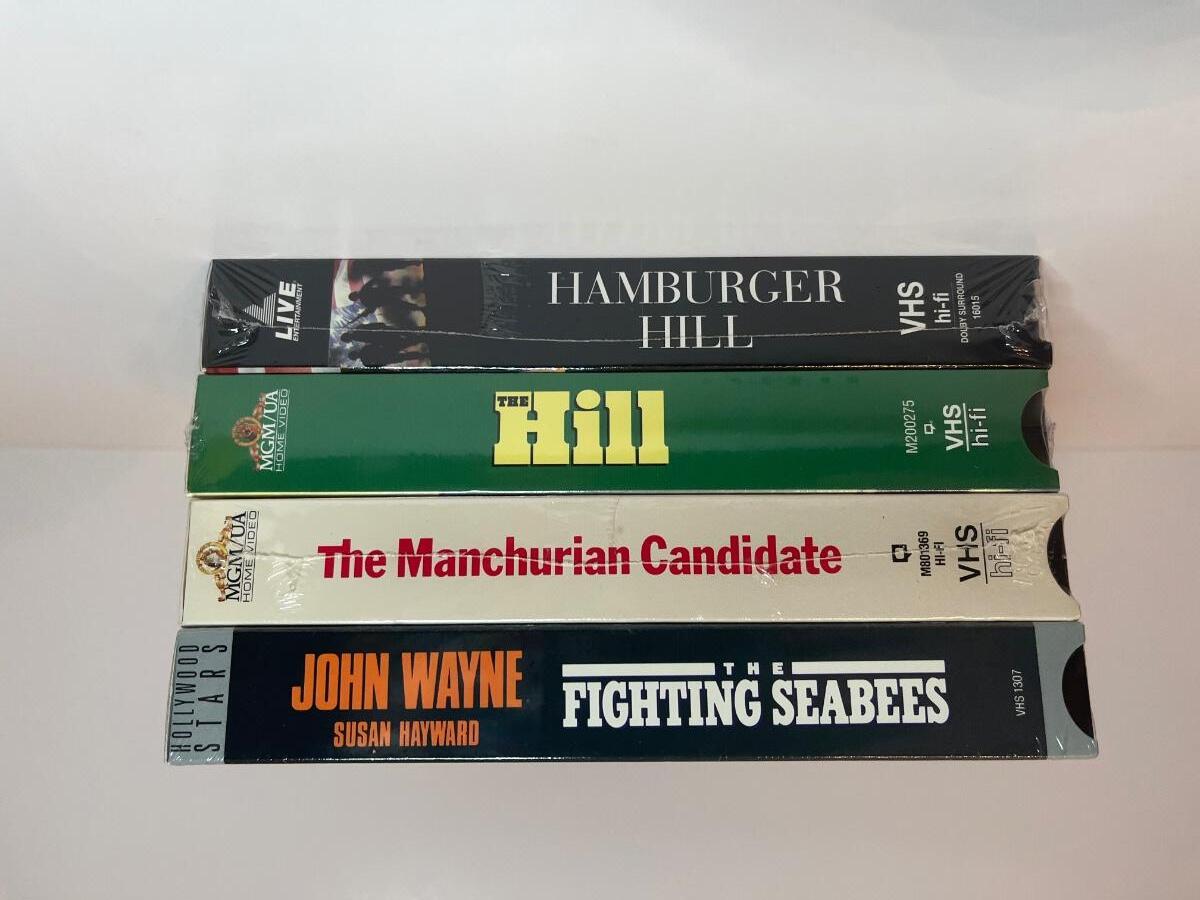 LIVE
ENTERTAINMENT
HAMBURGER
HILL
VHS
hi-fi
DOLBY SURROUND
16015
MGM/UA
HOME VIDEO
THE
Hill
M200275
VHS
hi-fi
MGM/UA
HOME VIDEO
The Manchurian Candidate
M801369
HI-FI
VHS
hi-fi
HOLLYWOOD
STARS
JOHN WAYNE
SUSAN HAYWARD
THE
FIGHTING SEABEES
VHS 1307